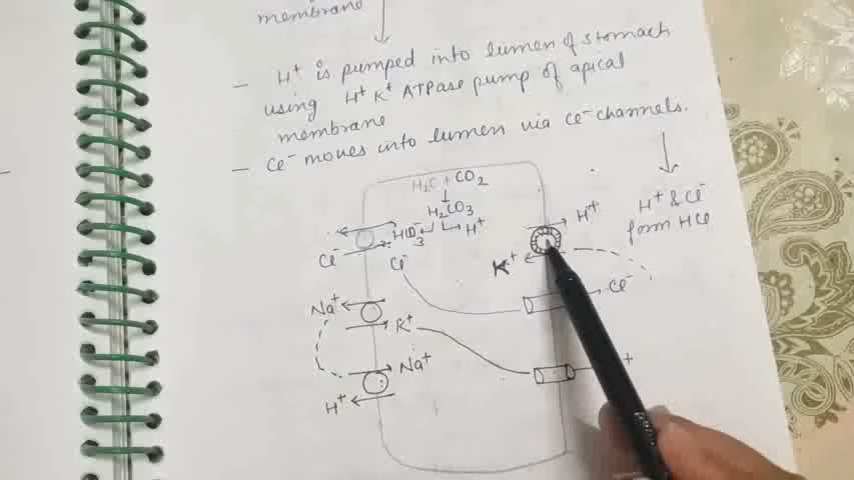 membrane
– H⁺ is pumped into lumen of stomach
using H⁺ K⁺ ATPase pump of apical
membrane
– Cl⁻ moves into lumen via Cl⁻ channels.
H₂O + CO₂
↓
H₂CO₃
HCO₃⁻ H⁺
Cl⁻
Cl⁻
Na⁺
K⁺
Na⁺
H⁺
H⁺
K⁺
Cl⁻
+
H⁺ & Cl⁻
form HCl